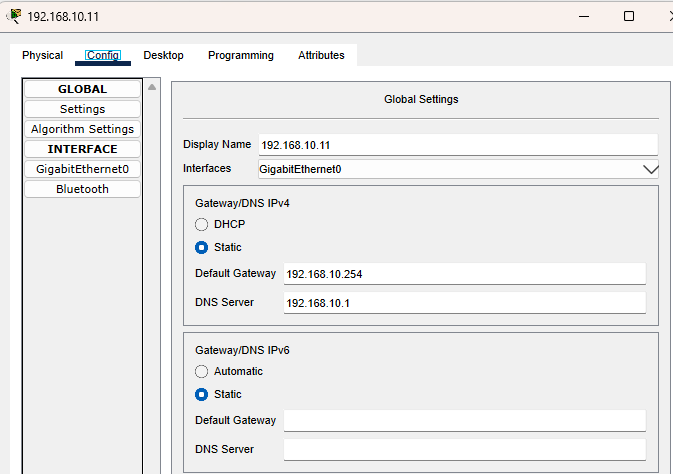 192.168.10.11
Physical Config Desktop Programming Attributes
GLOBAL
Settings
Algorithm Settings
INTERFACE
GigabitEthernet0
Bluetooth
Global Settings
Display Name 192.168.10.11
Interfaces GigabitEthernet0
Gateway/DNS IPv4
DHCP
Static
Default Gateway 192.168.10.254
DNS Server 192.168.10.1
Gateway/DNS IPv6
Automatic
Static
Default Gateway
DNS Server